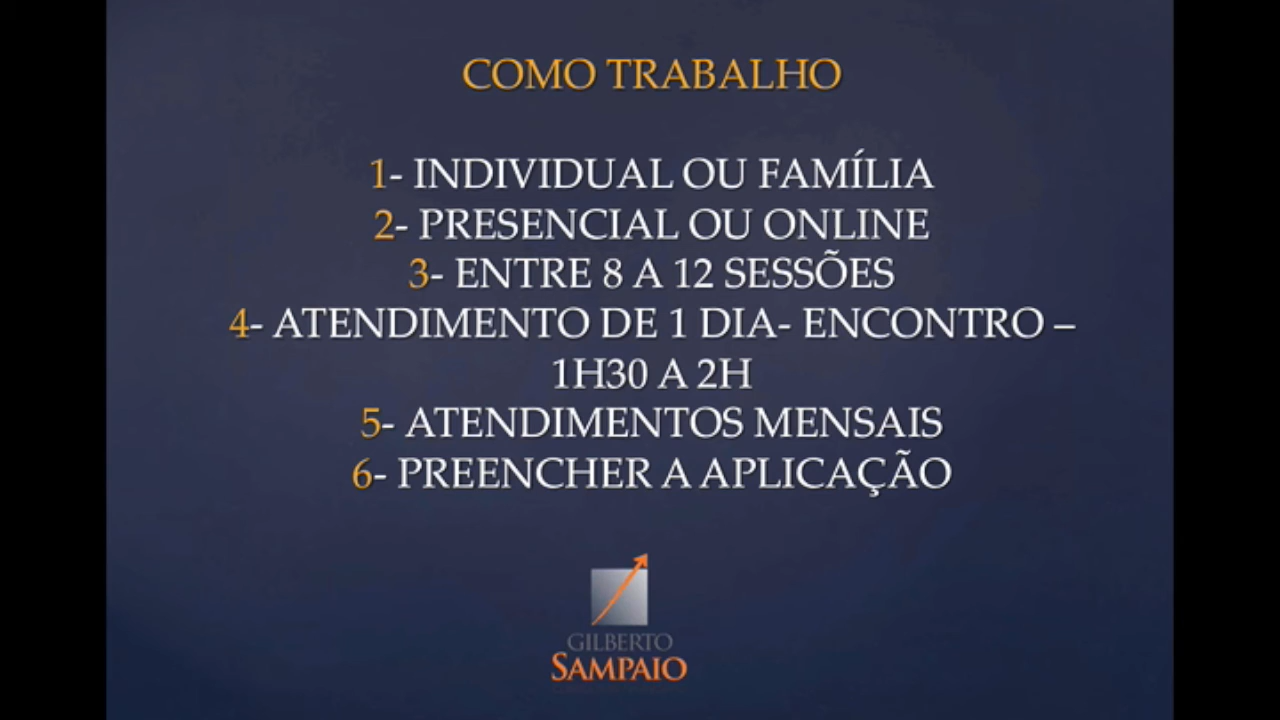 COMO TRABALHO
1- INDIVIDUAL OU FAMÍLIA
2- PRESENCIAL OU ONLINE
3- ENTRE 8 A 12 SESSÕES
4- ATENDIMENTO DE 1 DIA- ENCONTRO –
1H30 A 2H
5- ATENDIMENTOS MENSAIS
6- PREENCHER A APLICAÇÃO
GILBERTO
SAMPAIO